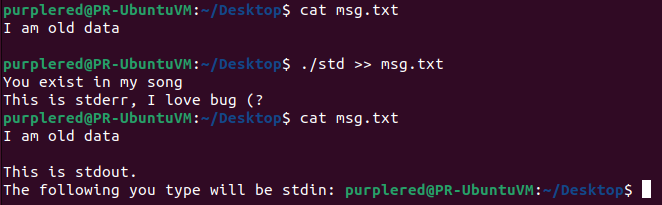 purplered@PR-UbuntuVM:~/Desktop$ cat msg.txt
I am old data

purplered@PR-UbuntuVM:~/Desktop$ ./std >> msg.txt
You exist in my song
This is stderr, I love bug (?
purplered@PR-UbuntuVM:~/Desktop$ cat msg.txt
I am old data

This is stdout.
The following you type will be stdin: purplered@PR-UbuntuVM:~/Desktop$